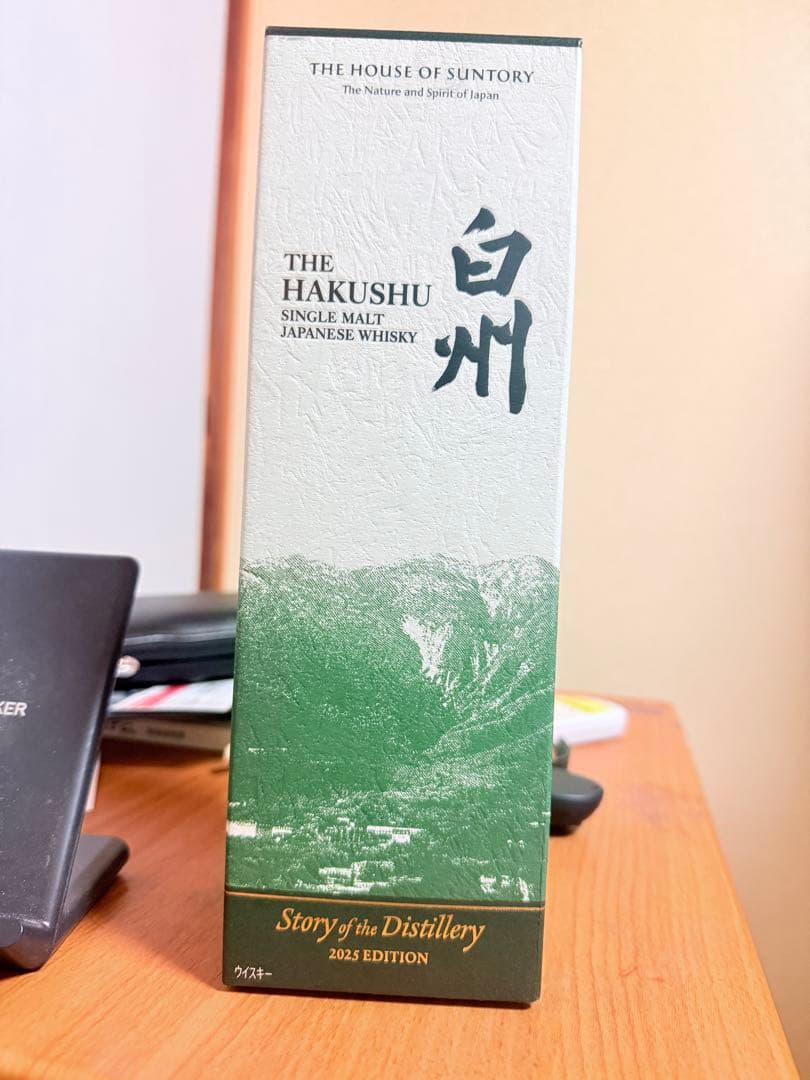 THE HOUSE OF SUNTORY
The Nature and Spirit of Japan
THE
HAKUSHU
SINGLE MALT
JAPANESE WHISKY
白州
Story of the Distillery
2025 EDITION
ウイスキー
KER